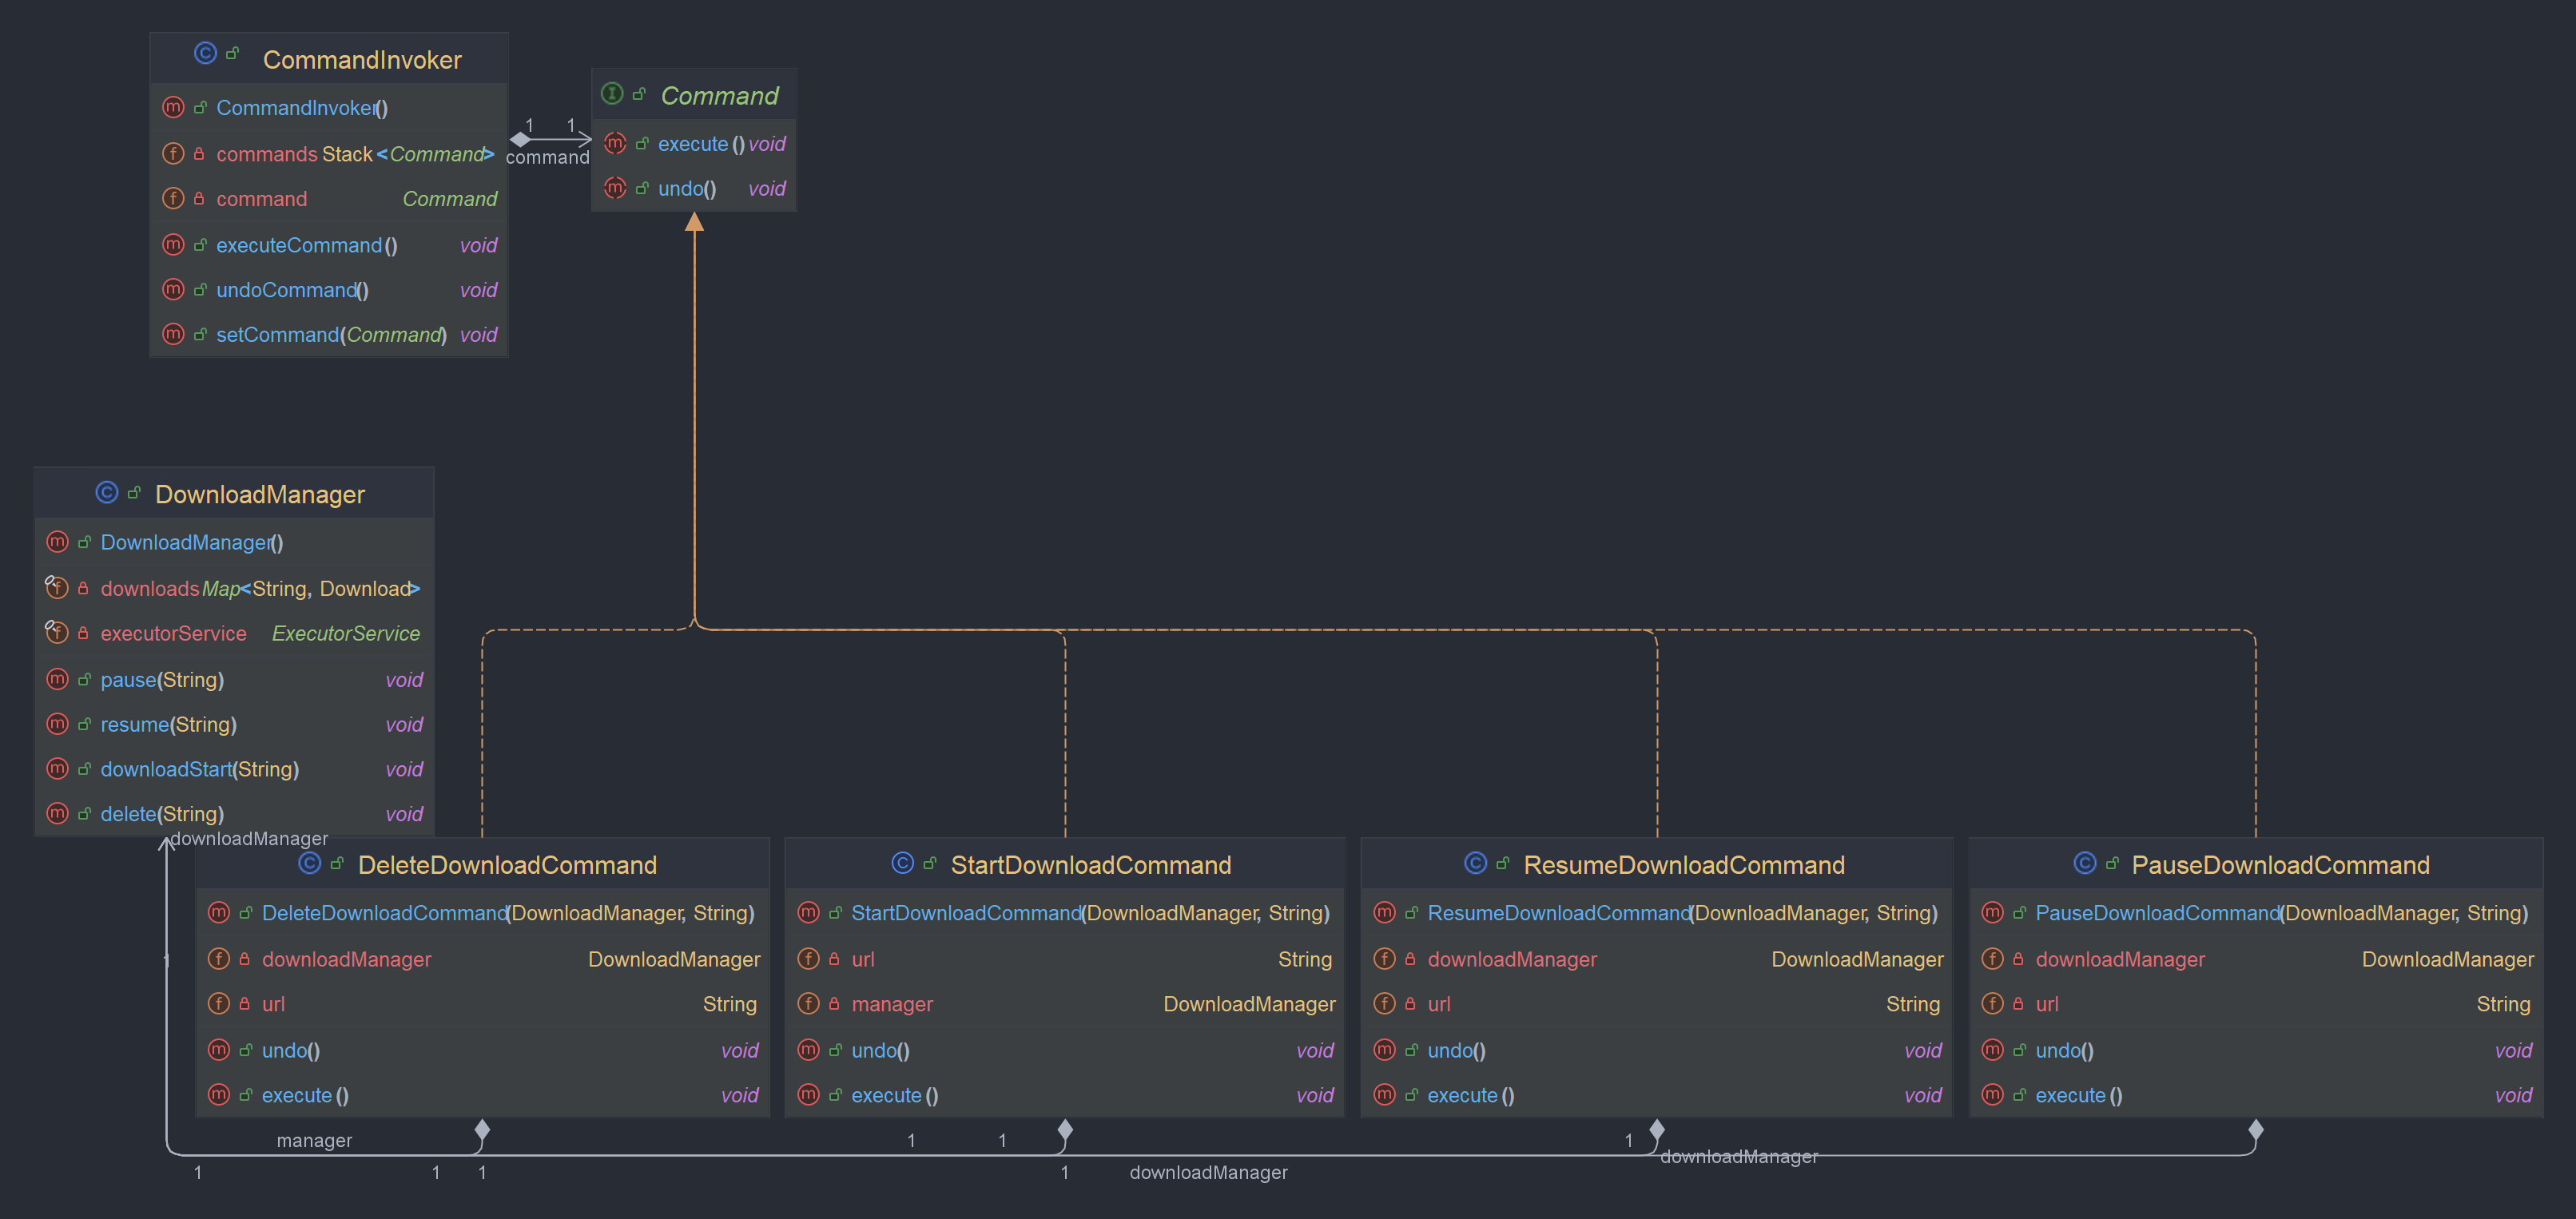 CommandInvoker
CommandInvoker()
commands Stack<Command>
command Command
executeCommand() void
undoCommand() void
setCommand(Command) void
1 1
command
Command
execute() void
undo() void
DownloadManager
DownloadManager()
downloads Map<String, Download>
executorService ExecutorService
pause(String) void
resume(String) void
downloadStart(String) void
delete(String) void
downloadManager
1
DeleteDownloadCommand
DeleteDownloadCommand(DownloadManager, String)
downloadManager DownloadManager
url String
undo() void
execute() void
StartDownloadCommand
StartDownloadCommand(DownloadManager, String)
url String
manager DownloadManager
undo() void
execute() void
ResumeDownloadCommand
ResumeDownloadCommand(DownloadManager, String)
downloadManager DownloadManager
url String
undo() void
execute() void
PauseDownloadCommand
PauseDownloadCommand(DownloadManager, String)
downloadManager DownloadManager
url String
undo() void
execute() void
manager 1 1 1 downloadManager
1 1 1 1 downloadManager